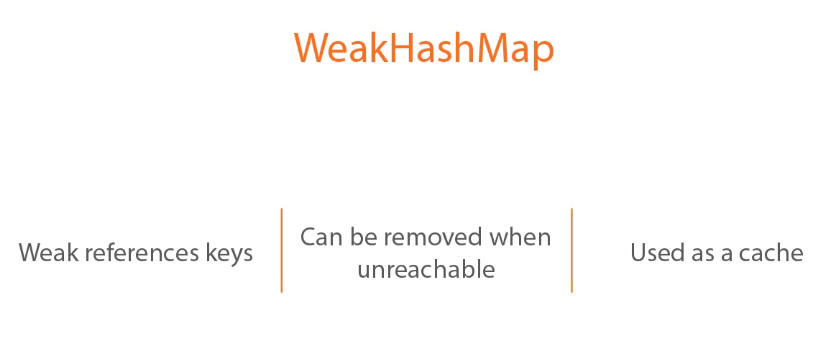 WeakHashMap
Weak references keys
Can be removed when
unreachable
Used as a cache